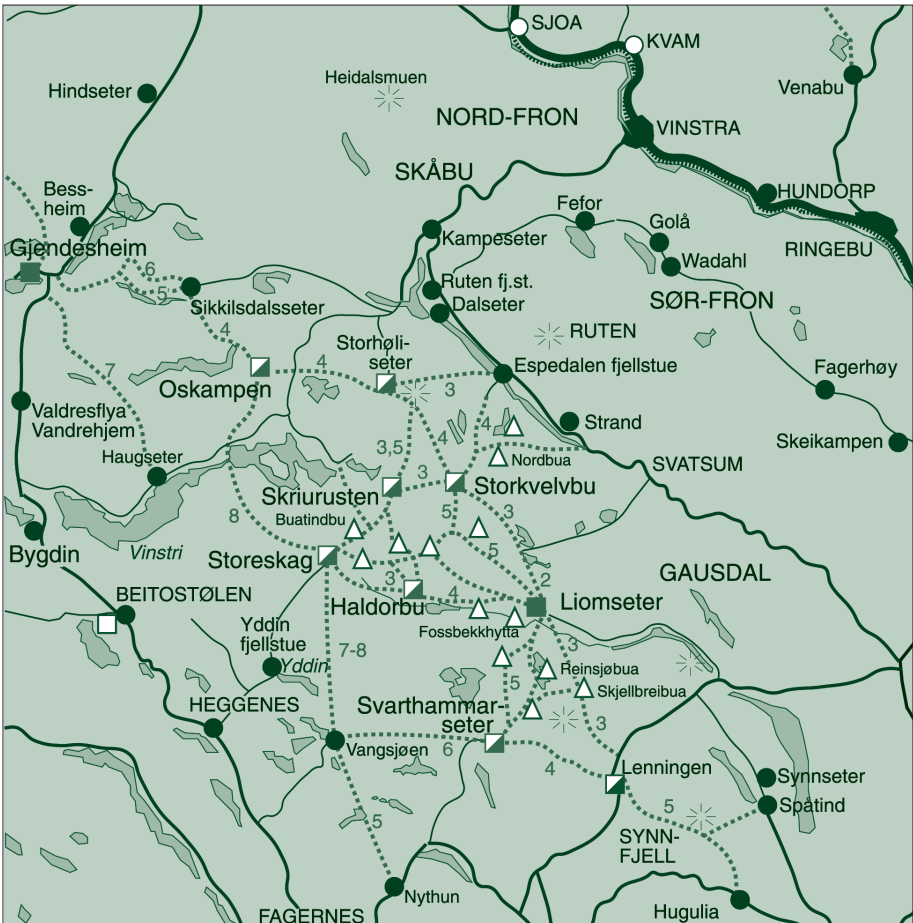 SJOA
KVAM
Hindseter
Heidalsmuen
Venabu
NORD-FRON
VINSTRA
SKÅBU
Bess-
heim
Fefor
HUNDORP
Golå
Kampeseter
Gjendesheim
RINGEBU
Wadahl
6
5
Ruten fj.st.
Sikkilsdalsseter
Dalseter
SØR-FRON
4
RUTEN
Storhøli-
seter
7
4
3
Espedalen fjellstue
Oskampen
Fagerhøy
Valdresflya
Vandrehjem
Strand
4
4
Skeikampen
3,5
Haugseter
Nordbua
SVATSUM
3
Skriurusten
Storkvelvbu
8
Buatindbu
5
3
Bygdin
Vinstri
5
Storeskag
GAUSDAL
3
2
BEITOSTØLEN
Haldorbu
4
Liomseter
Yddin
fjellstue
Fossbekkhytta
7-8
3
Yddin
Reinsjøbua
5
Skjellbreibua
HEGGENES
Svarthammar-
seter
3
Vangsjøen
6
4
Lenningen
Synnseter
5
Spåtind
5
SYNN-
FJELL
Nythun
Hugulia
FAGERNES